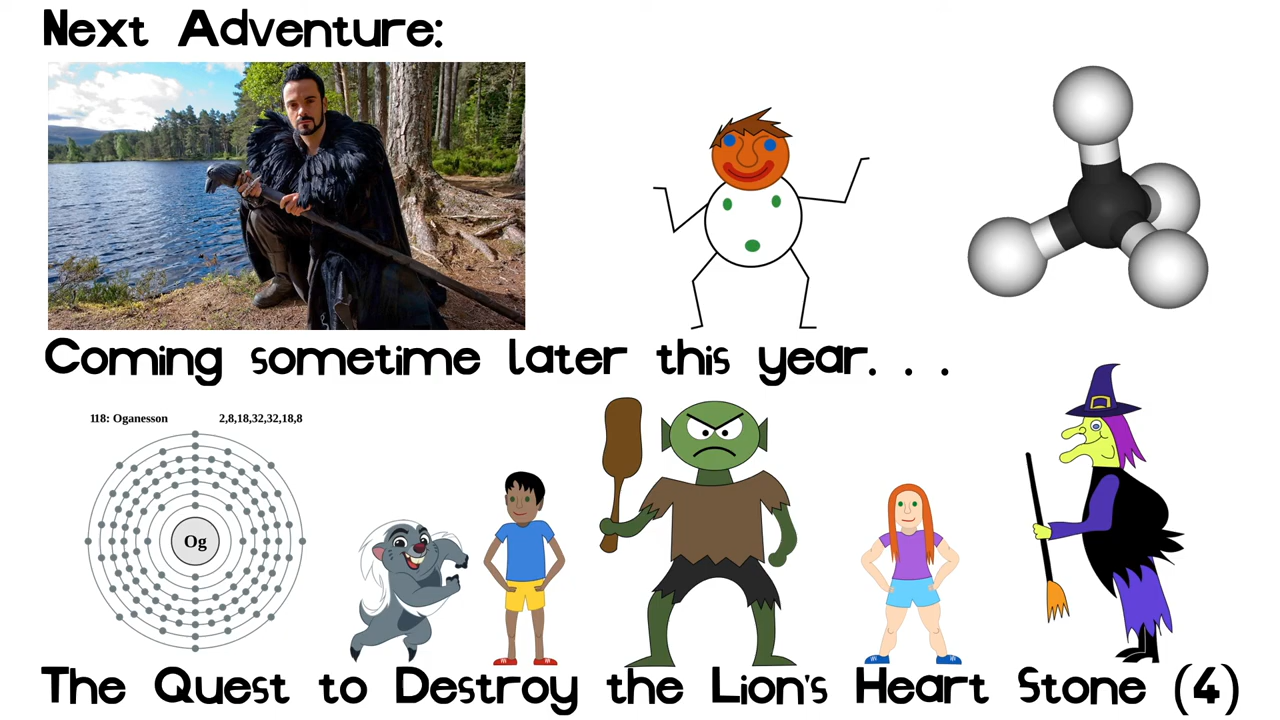 Next Adventure:
Coming sometime later this year. . .
118: Oganesson 2,8,18,32,32,18,8
Og
The Quest to Destroy the Lion's Heart Stone (4)